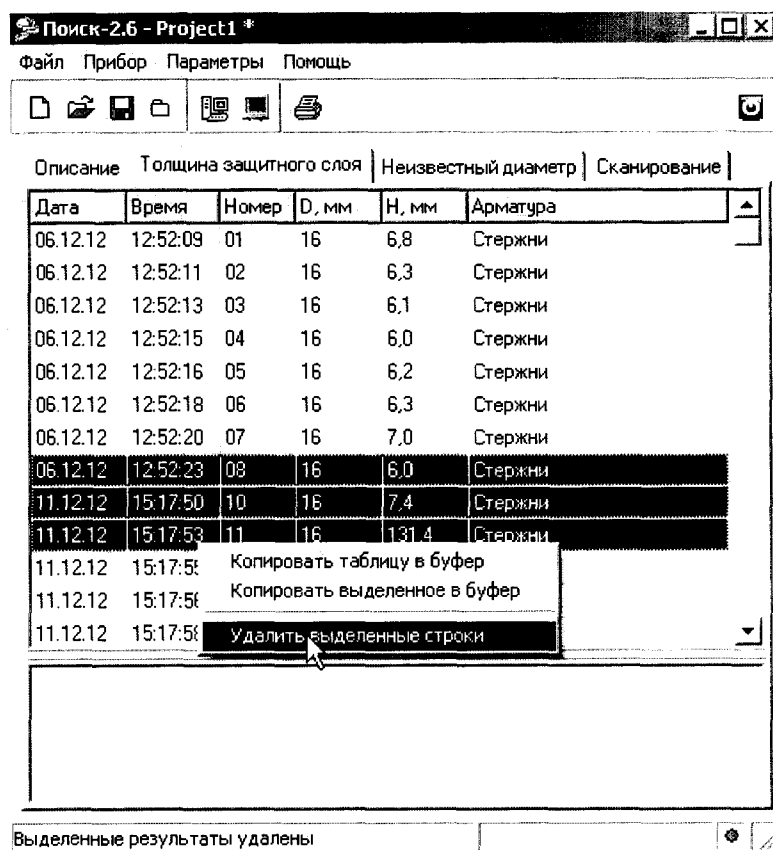 Поиск-2.6 - Project1 *
Файл Прибор Параметры Помощь
Описание Толщина защитного слоя Неизвестный диаметр Сканирование
Дата Время Номер D, мм H, мм Арматура
06.12.12 12:52:09 01 16 6,8 Стержни
06.12.12 12:52:11 02 16 6,3 Стержни
06.12.12 12:52:13 03 16 6,1 Стержни
06.12.12 12:52:15 04 16 6,0 Стержни
06.12.12 12:52:16 05 16 6,2 Стержни
06.12.12 12:52:18 06 16 6,3 Стержни
06.12.12 12:52:20 07 16 7,0 Стержни
06.12.12 12:52:23 08 16 6,0 Стержни
11.12.12 15:17:50 10 16 7,4 Стержни
11.12.12 15:17:53 11 16 131,4 Стержни
11.12.12 Копировать таблицу в буфер
11.12.12 Копировать выделенное в буфер
11.12.12 Удалить выделенные строки
Выделенные результаты удалены